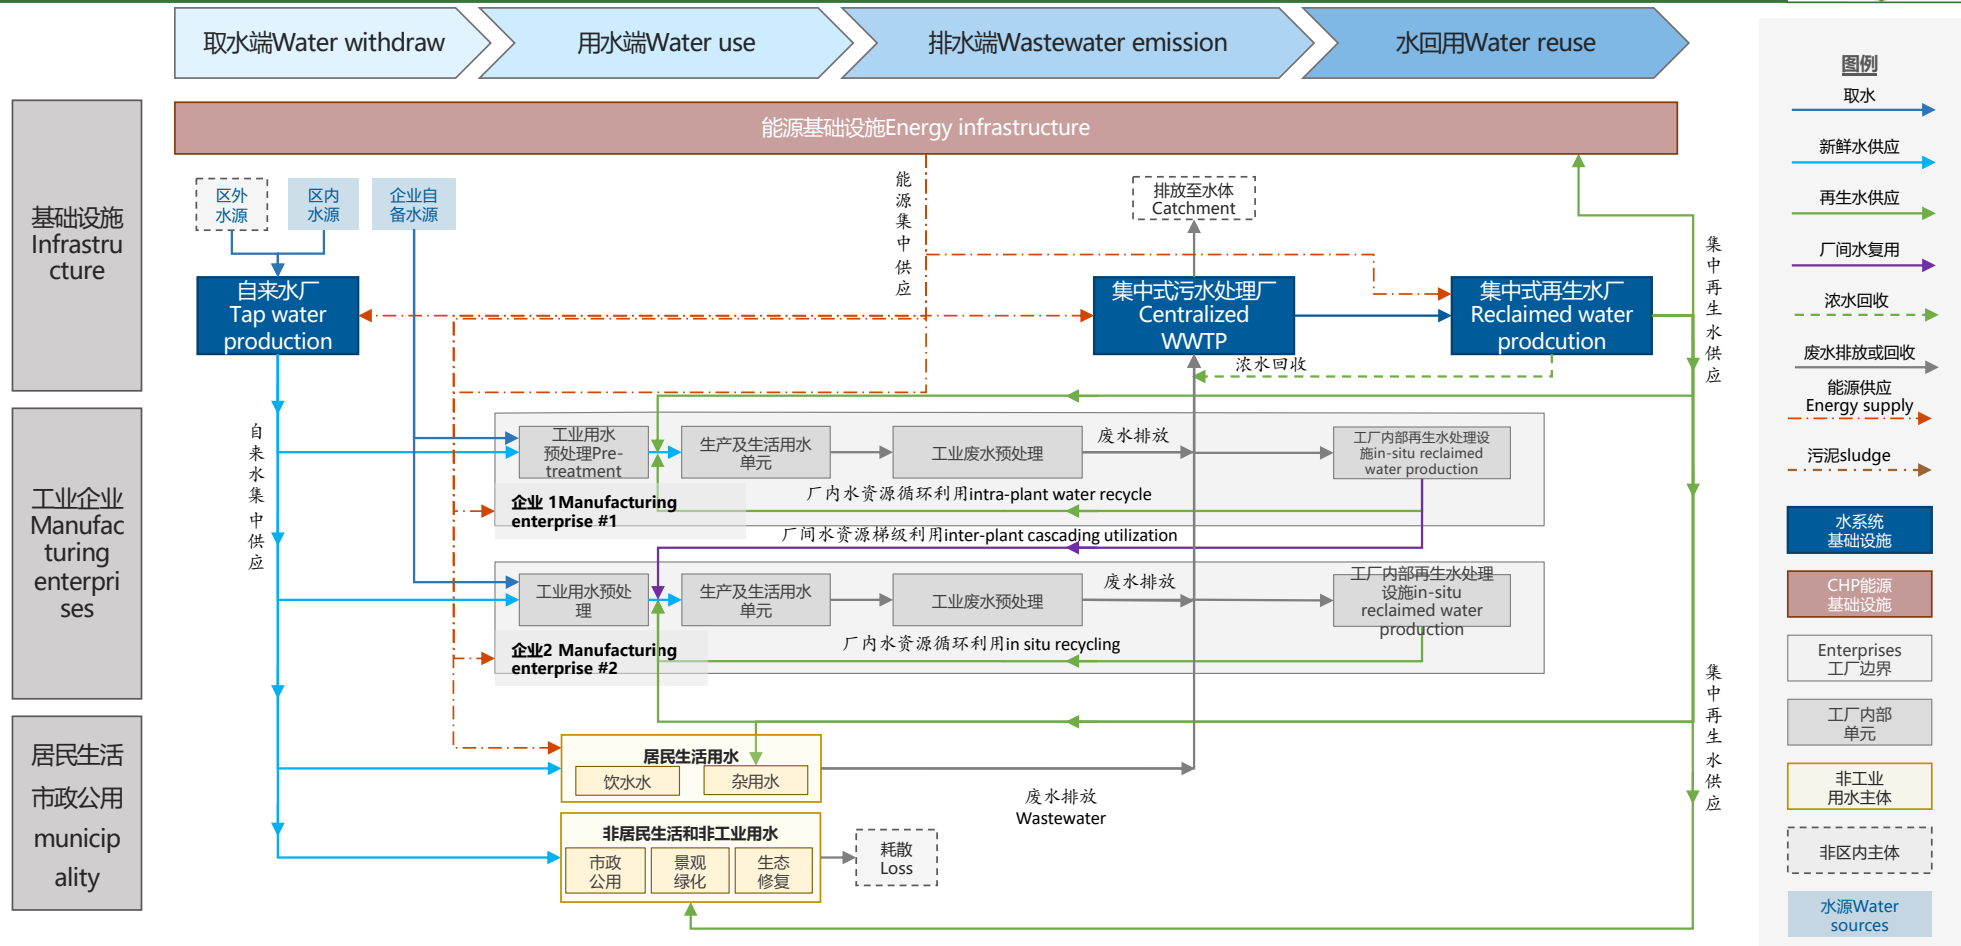 取水端Water withdraw
用水端Water use
排水端Wastewater emission
水回用Water reuse
能源基础设施Energy infrastructure
基础设施
Infrastru
cture
工业企业
Manufac
turing
enterpri
ses
居民生活
市政公用
municip
ality
区外
水源
区内
水源
企业自
备水源
能源集中供应
排放至水体
Catchment
集中再生水供应
自来水厂
Tap water
production
集中式污水处理厂
Centralized
WWTP
集中式再生水厂
Reclaimed water
prodcution
浓水回收
自来水集中供应
工业用水
预处理Pre-
treatment
生产及生活用水
单元
工业废水预处理
废水排放
工厂内部再生水处理设
施in-situ reclaimed
water production
企业 1Manufacturing
enterprise #1
厂内水资源循环利用intra-plant water recycle
厂间水资源梯级利用inter-plant cascading utilization
工业用水预处
理
生产及生活用水
单元
工业废水预处理
废水排放
工厂内部再生水处理
设施in-situ
reclaimed water
production
企业2 Manufacturing
enterprise #2
厂内水资源循环利用in situ recycling
集中再生水供应
居民生活用水
饮水水
杂用水
废水排放
Wastewater
非居民生活和非工业用水
市政
公用
景观
绿化
生态
修复
耗散
Loss
图例
取水
新鲜水供应
再生水供应
厂间水复用
浓水回收
废水排放或回收
能源供应
Energy supply
污泥sludge
水系统
基础设施
CHP能源
基础设施
Enterprises
工厂边界
工厂内部
单元
非工业
用水主体
非区内主体
水源Water
sources